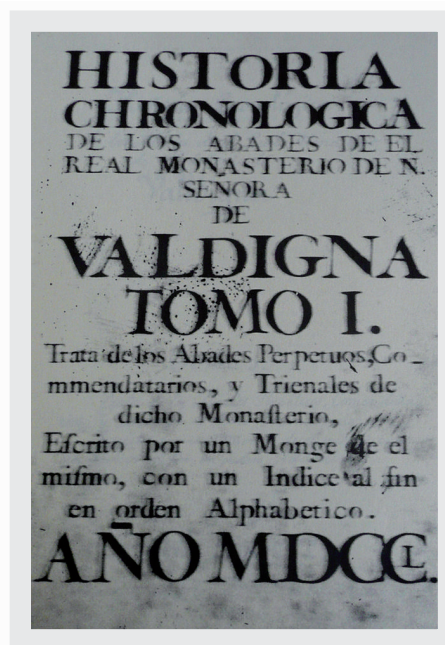 HISTORIA
CHRONOLOGICA
DE LOS ABADES DE EL
REAL MONASTERIO DE N.
SENORA
DE
VALDIGNA
TOMO I.
Trata de los Abades Perpetuos, Co_
mmendatarios, y Trienales de
dicho Monaſterio,
Eſcrito por un Monge de el
miſmo, con un Indice al fin
en orden Alphabetico.
AÑO MDCCL.